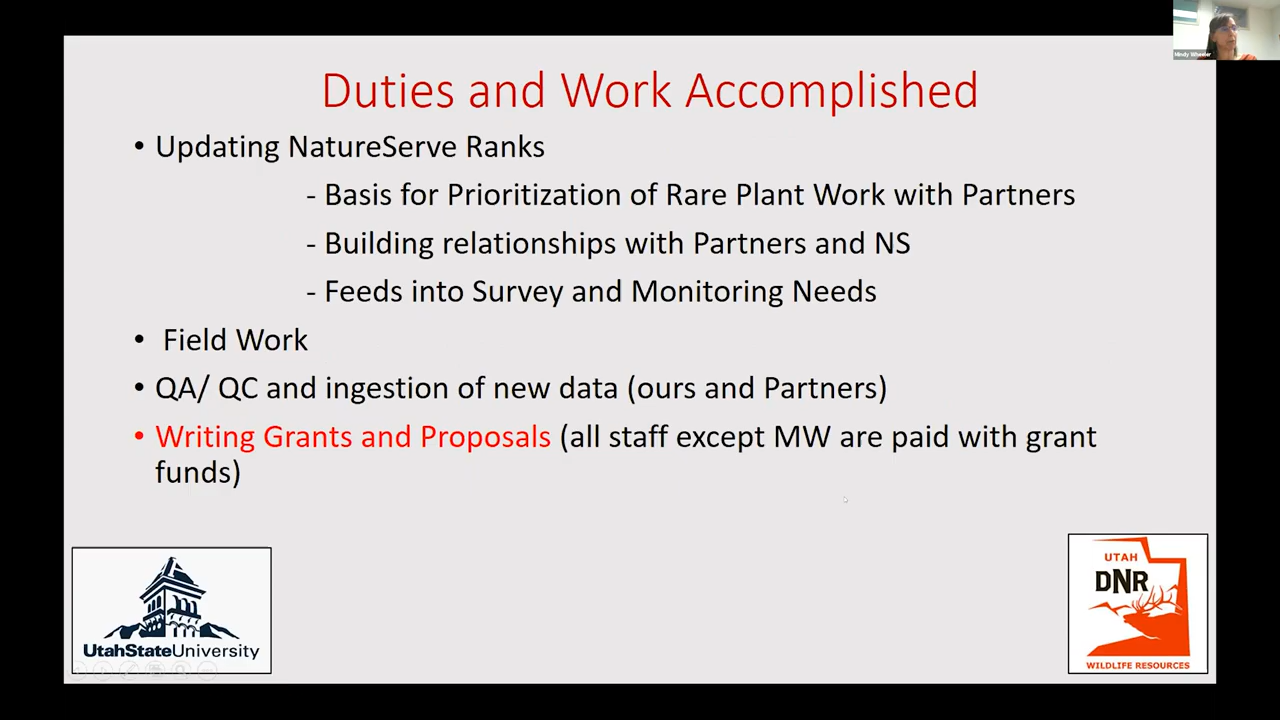 Mindy Wheeler
Duties and Work Accomplished
• Updating NatureServe Ranks
- Basis for Prioritization of Rare Plant Work with Partners
- Building relationships with Partners and NS
- Feeds into Survey and Monitoring Needs
• Field Work
• QA/ QC and ingestion of new data (ours and Partners)
• Writing Grants and Proposals (all staff except MW are paid with grant
funds)
UtahStateUniversity
UTAH
DNR
WILDLIFE RESOURCES